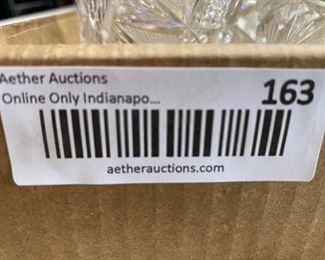 Aether Auctions
Online Only Indianapo...
163
aetherauctions.com